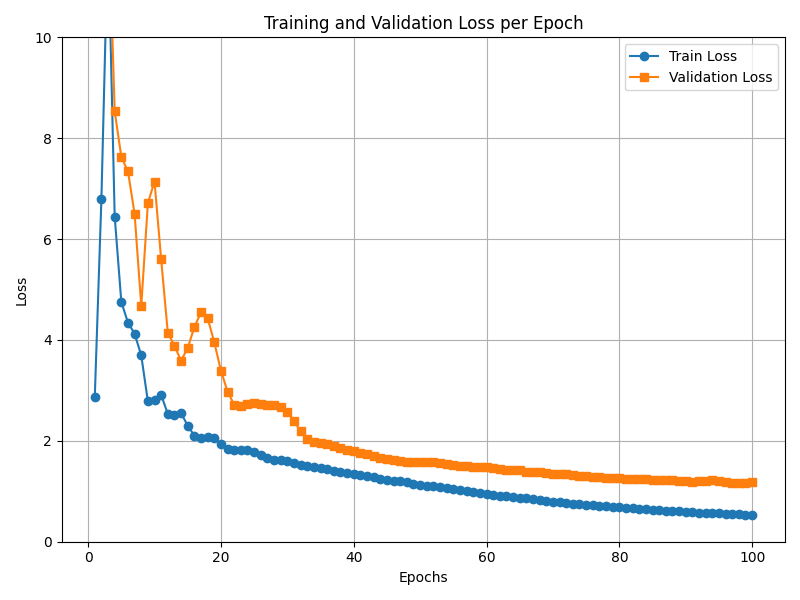 Training and Validation Loss per Epoch
Train Loss
Validation Loss
Loss
10
8
6
4
2
0
0 20 40 60 80 100
Epochs